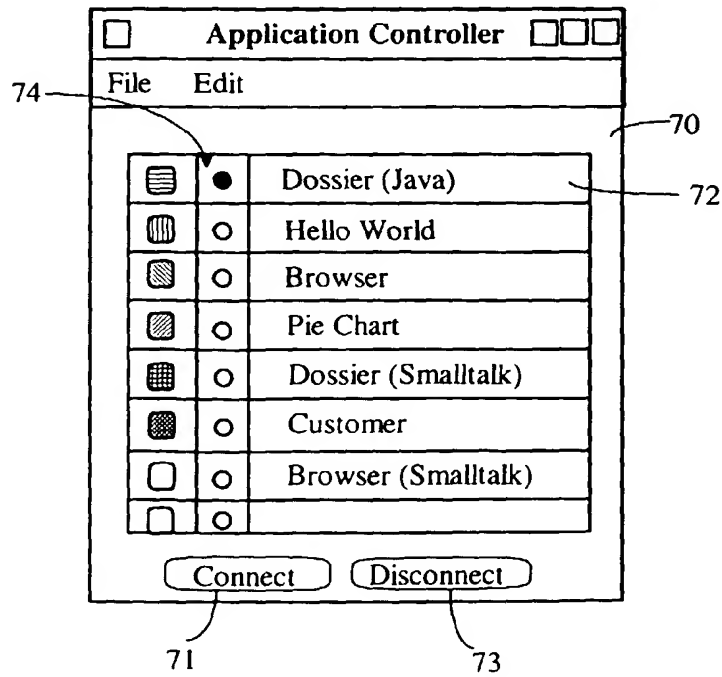 Application Controller
File Edit
74
70
Dossier (Java)
72
Hello World
Browser
Pie Chart
Dossier (Smalltalk)
Customer
Browser (Smalltalk)
Connect Disconnect
71 73